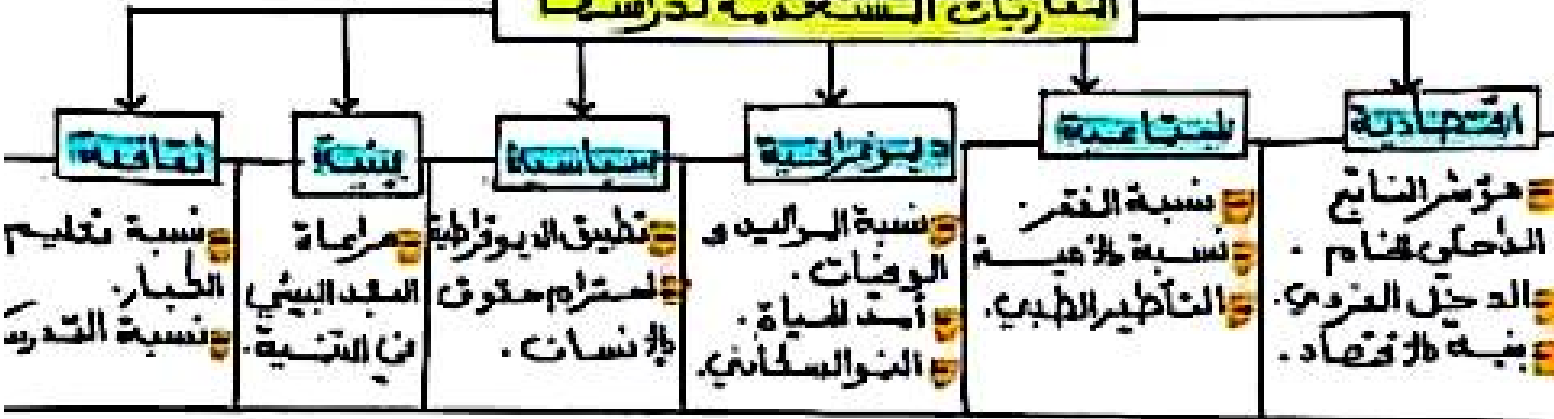 المقاربات المستخدمة لدراستها
اقتصادية
مؤشر الناتج
الداخلي الخام.
الدخل الفردي.
بنية الاقتصاد.
اجتماعية
نسبة الفقر.
نسبة الأمية
التأطير الطبي.
ديموغرافية
نسبة المواليد و
الوفيات.
أمد الحياة.
النمو السكاني.
سياسية
تطبيق الديموقراطية
احترام حقوق
الإنسان.
بيئية
مراعاة
البعد البيئي
في التنمية.
ثقافية
نسبة تعليم
الكبار.
نسبة التمدرس